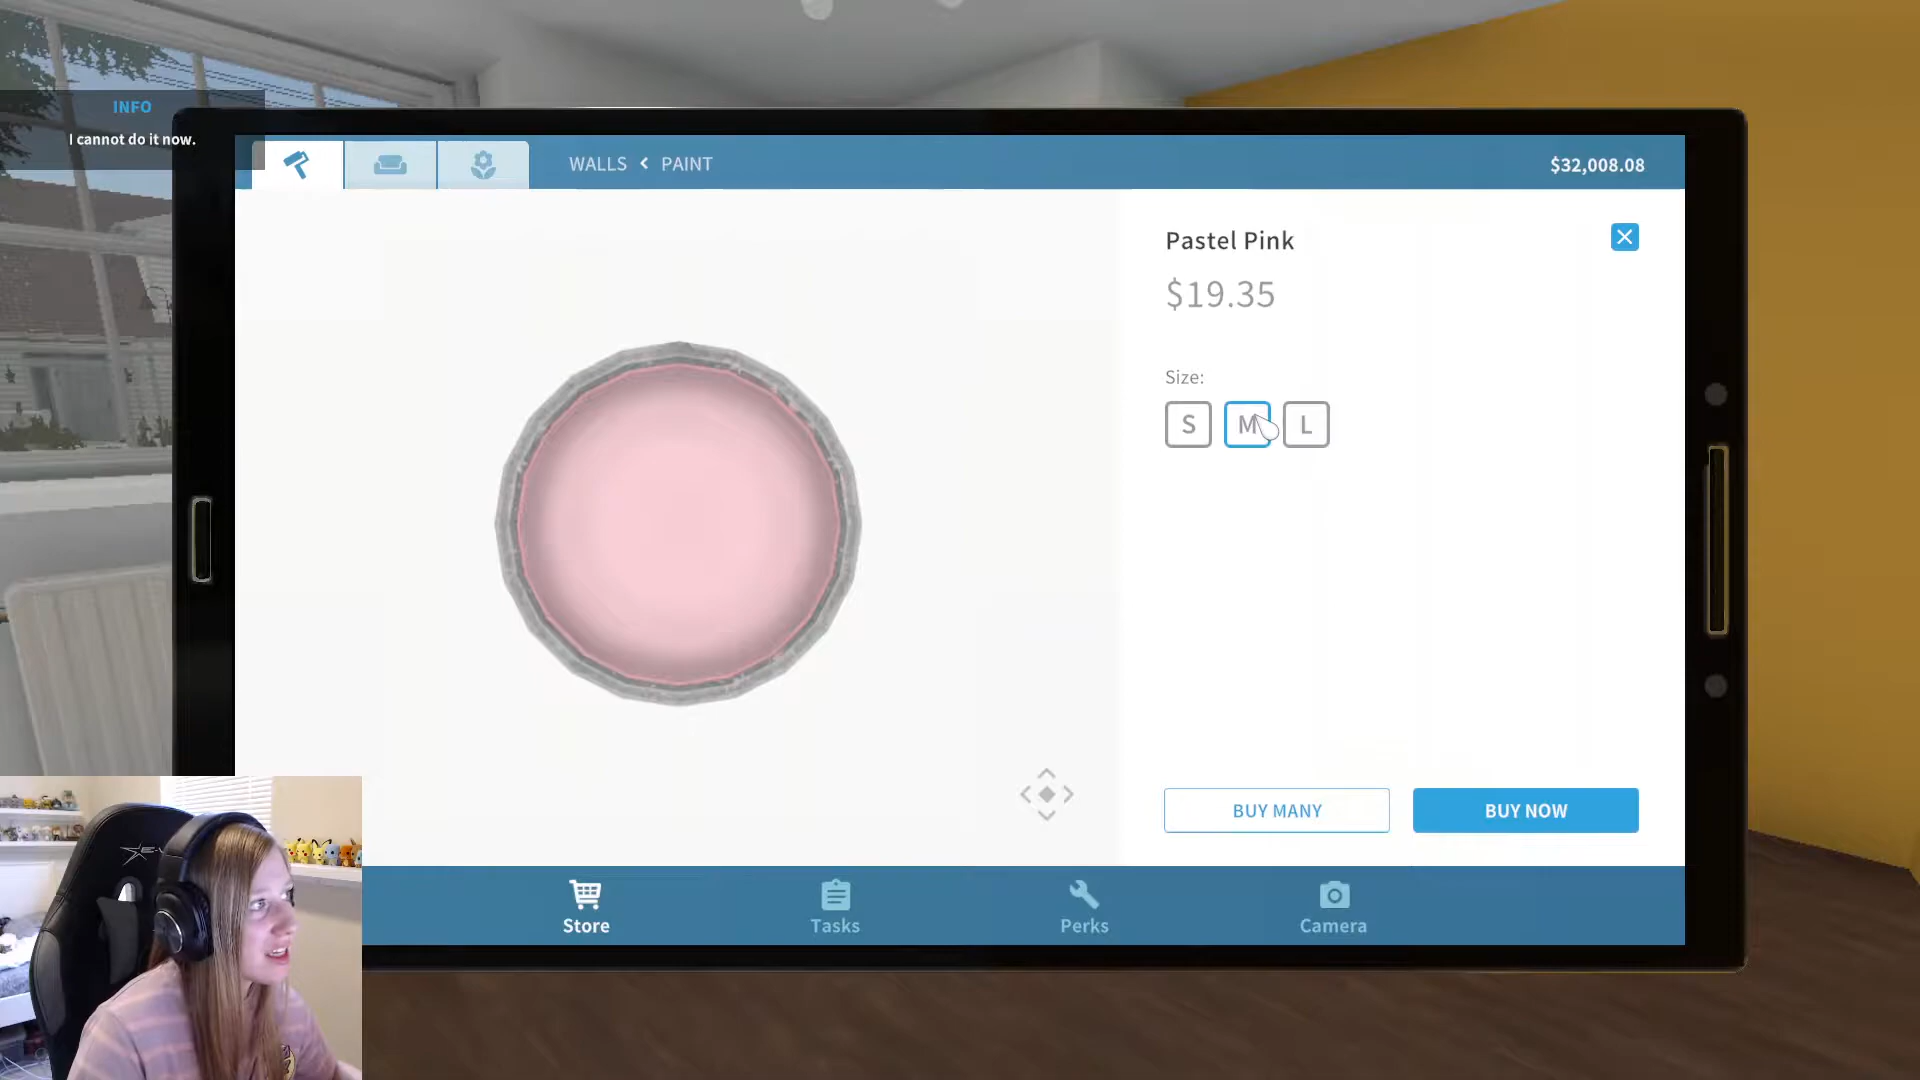 INFO
I cannot do it now.
WALLS < PAINT
$32,008.08
Pastel Pink
$19.35
Size:
S M L
BUY MANY
BUY NOW
Store
Tasks
Perks
Camera